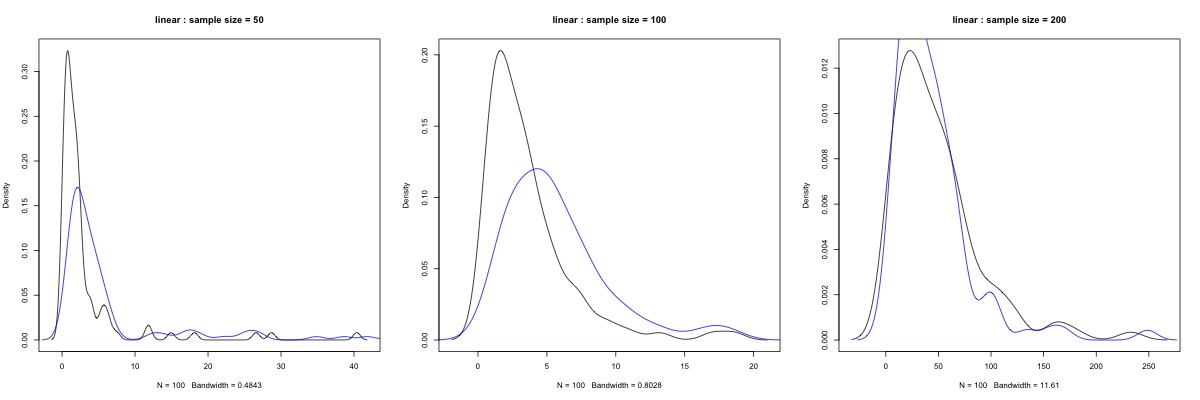 linear : sample size = 50
Density
0.00 0.05 0.10 0.15 0.20 0.25 0.30
0 10 20 30 40
N = 100 Bandwidth = 0.4843
linear : sample size = 100
Density
0.00 0.05 0.10 0.15 0.20
0 5 10 15 20
N = 100 Bandwidth = 0.8028
linear : sample size = 200
Density
0.000 0.002 0.004 0.006 0.008 0.010 0.012
0 50 100 150 200 250
N = 100 Bandwidth = 11.61